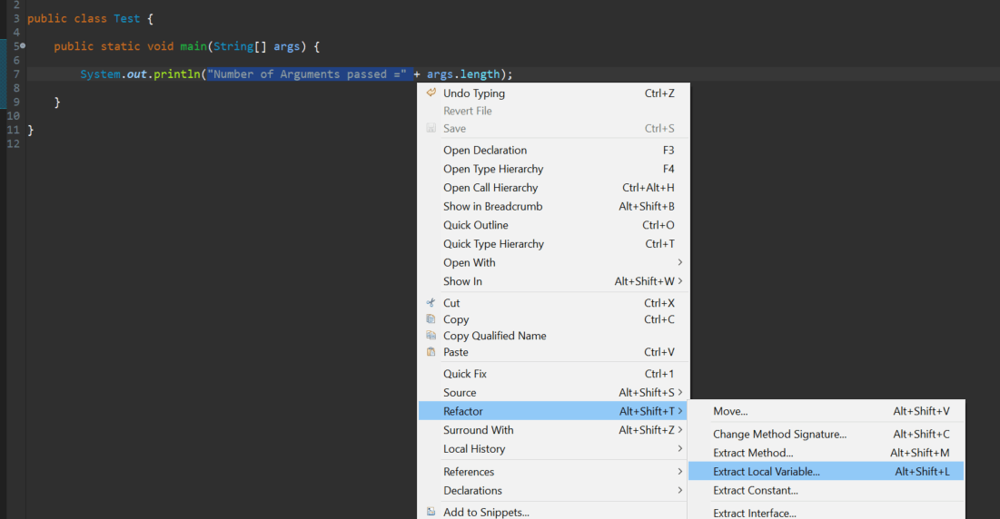 2
3 public class Test {
4
5 public static void main(String[] args) {
6
7 System.out.println("Number of Arguments passed =" + args.length);
8
9 }
10
11 }
12
Undo Typing Ctrl+Z
Revert File
Save Ctrl+S
Open Declaration F3
Open Type Hierarchy F4
Open Call Hierarchy Ctrl+Alt+H
Show in Breadcrumb Alt+Shift+B
Quick Outline Ctrl+O
Quick Type Hierarchy Ctrl+T
Open With >
Show In Alt+Shift+W >
Cut Ctrl+X
Copy Ctrl+C
Copy Qualified Name
Paste Ctrl+V
Quick Fix Ctrl+1
Source Alt+Shift+S >
Refactor Alt+Shift+T >
Surround With Alt+Shift+Z >
Local History >
References >
Declarations >
Add to Snippets...
Move... Alt+Shift+V
Change Method Signature... Alt+Shift+C
Extract Method... Alt+Shift+M
Extract Local Variable... Alt+Shift+L
Extract Constant...
Extract Interface...